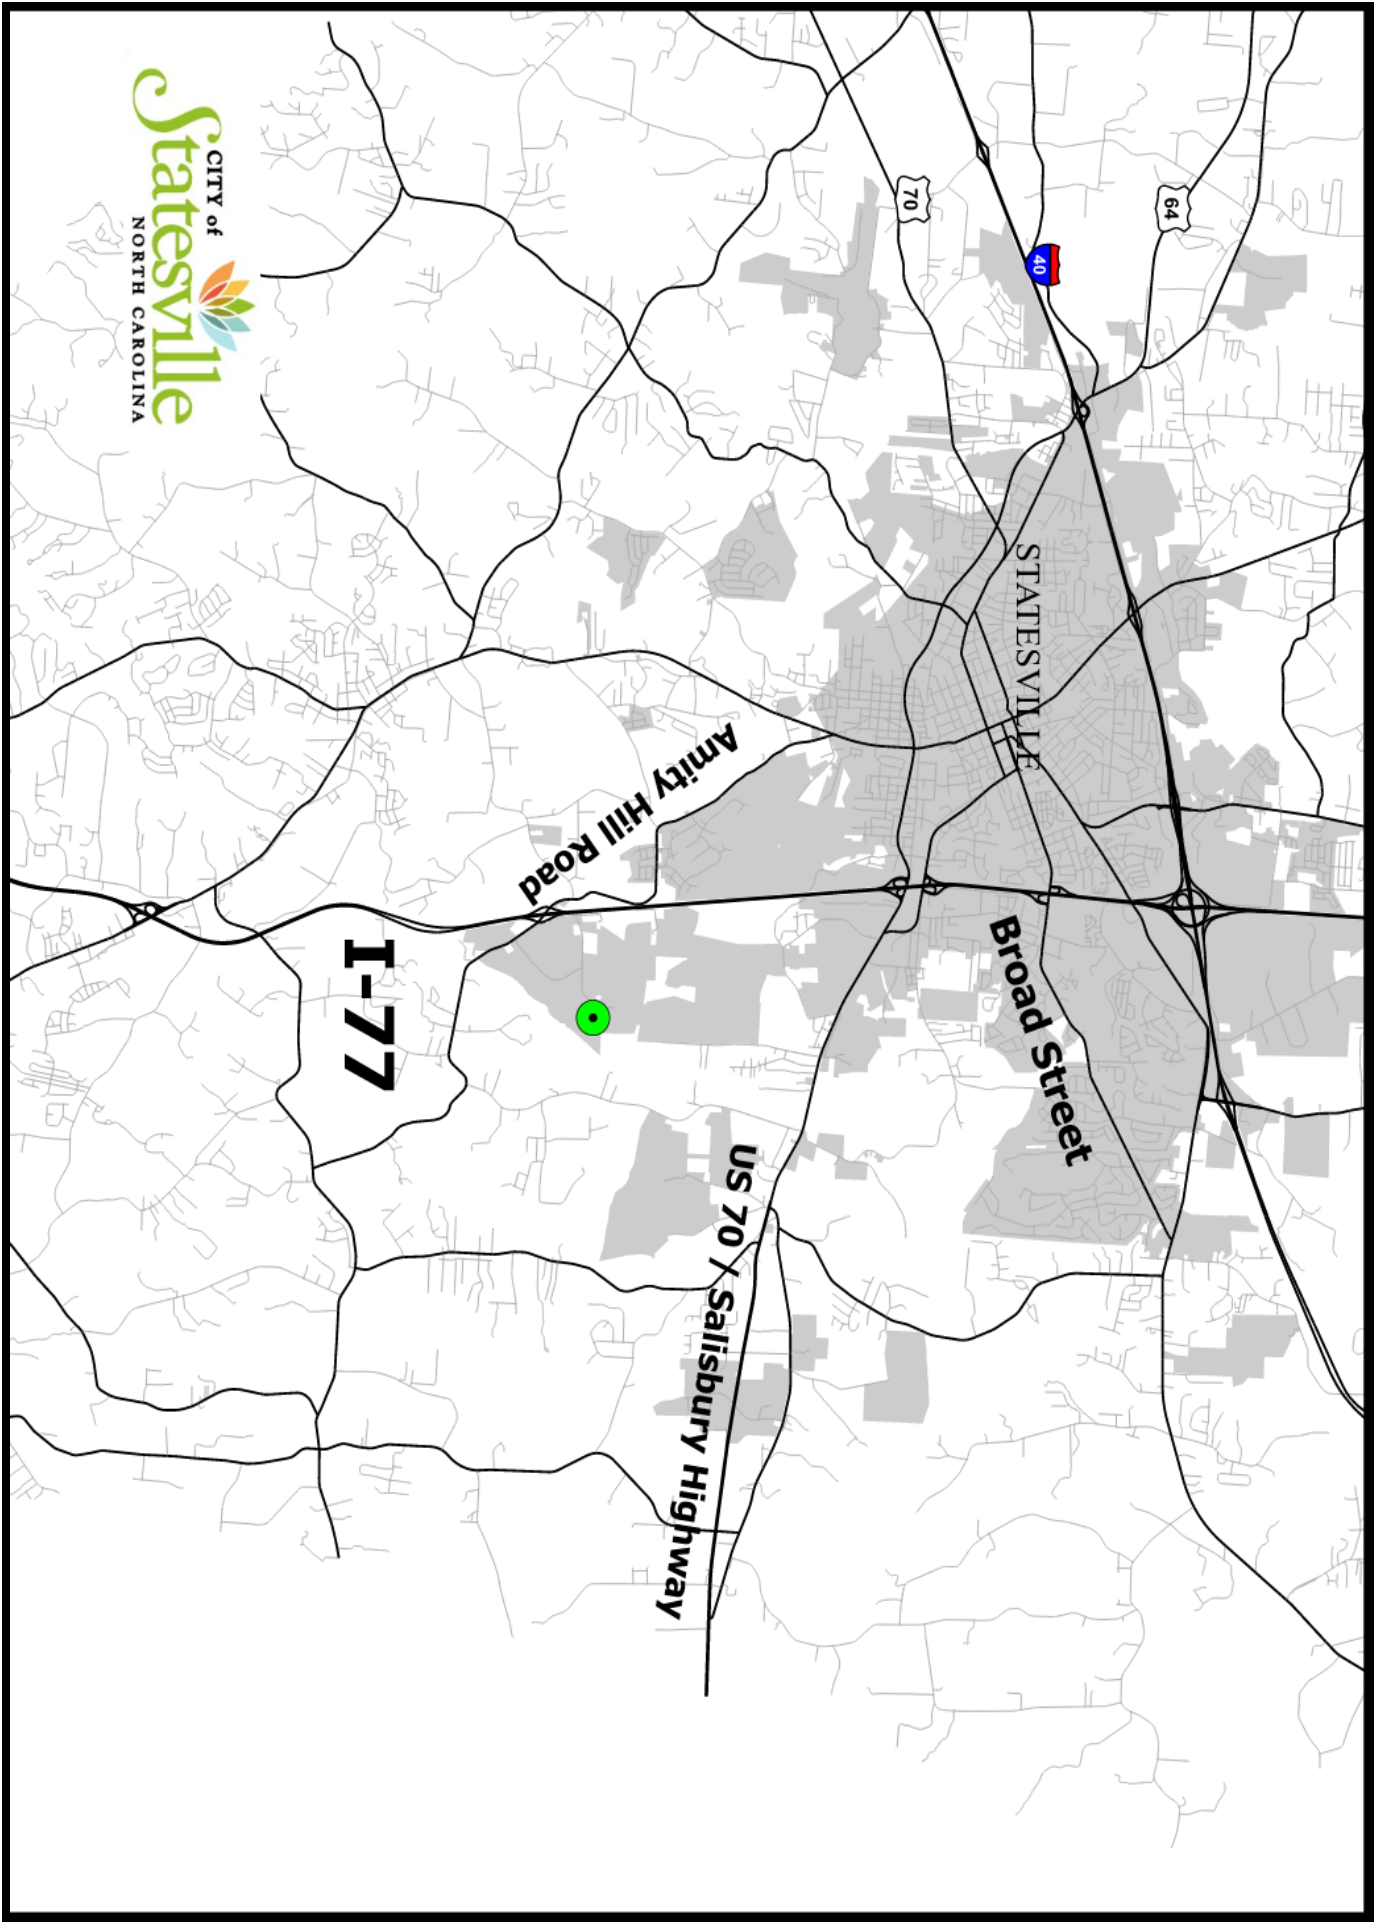 64
40
70
STATESVILLE
Broad Street
Amity Hill Road
US 70 / Salisbury Highway
I-77
CITY of
Statesville
NORTH CAROLINA